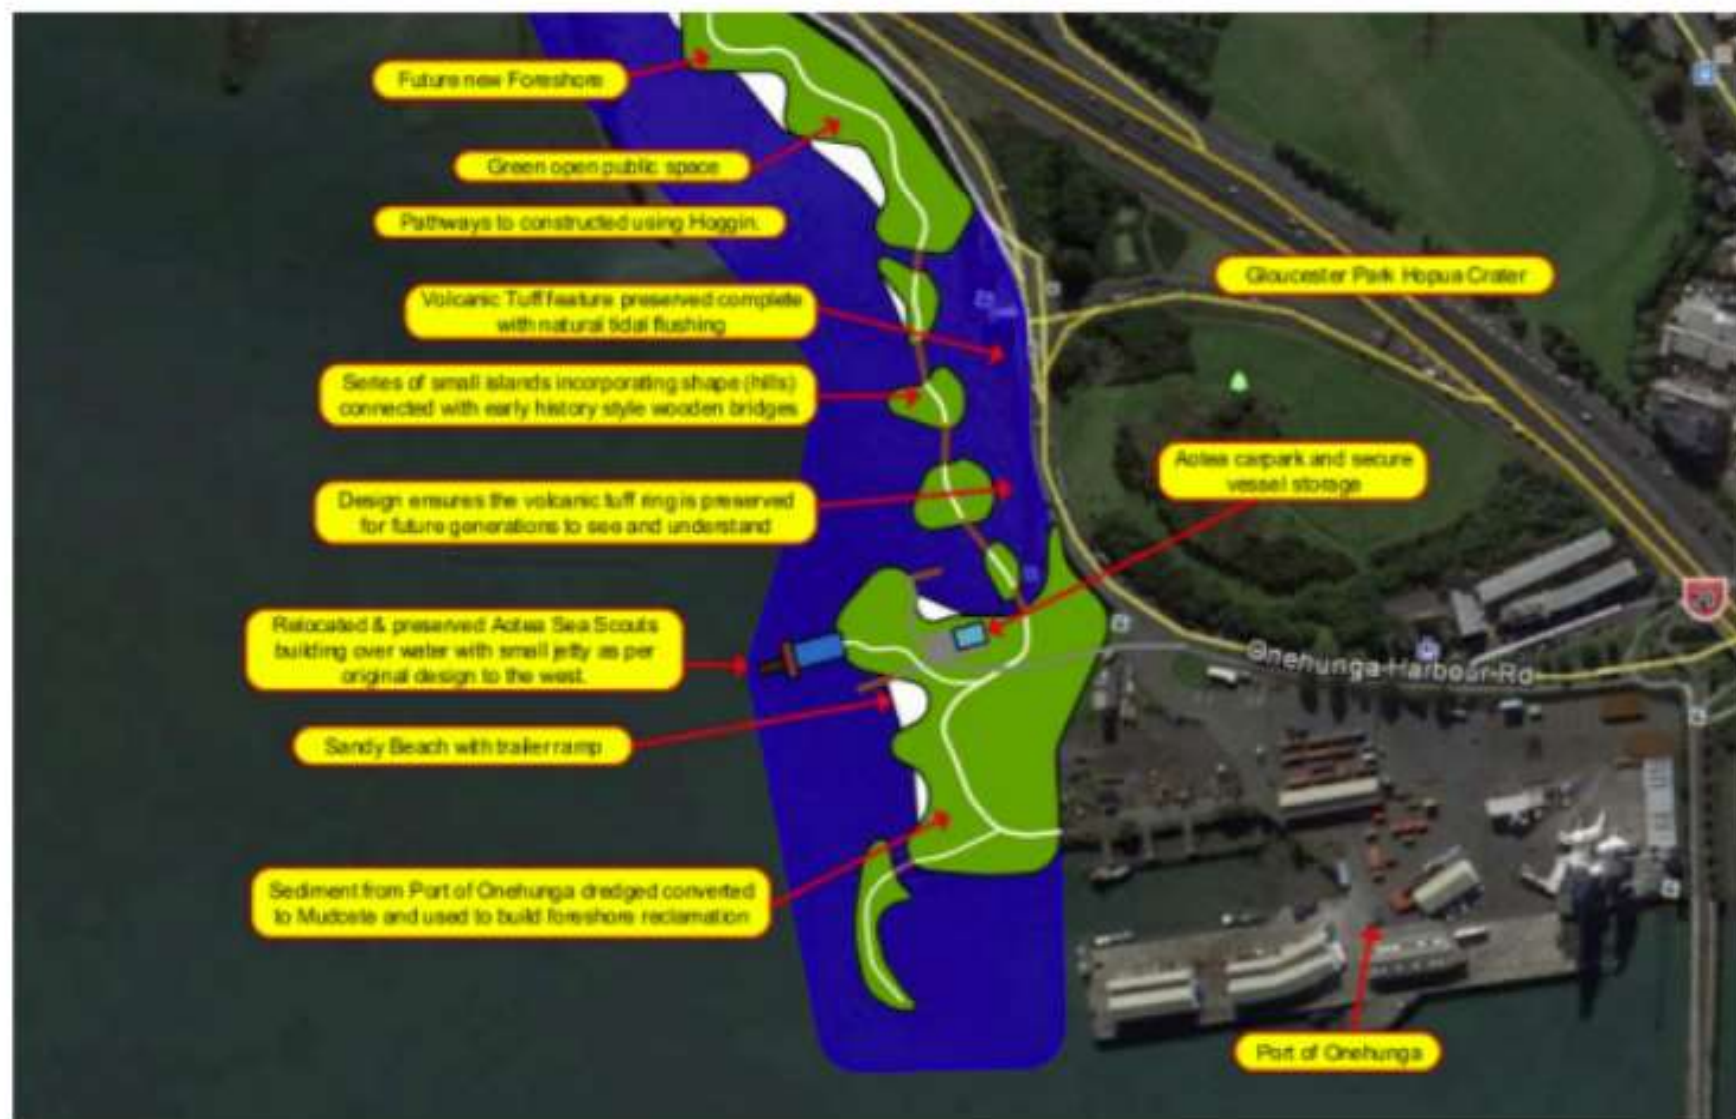 Future new Foreshore
Green open public space
Pathways to constructed using Hoggin.
Gloucester Park Hopua Crater
Volcanic Tuff feature preserved complete
with natural tidal flushing
Series of small islands incorporating shape (hills)
connected with early history style wooden bridges
Aotea carpark and secure
vessel storage
Design ensures the volcanic tuff ring is preserved
for future generations to see and understand
Relocated & preserved Aotea Sea Scouts
building over water with small jetty as per
original design to the west.
Onehunga Harbour Rd
Sandy Beach with trailer ramp
Sediment from Port of Onehunga dredged converted
to Mudcrete and used to build foreshore reclamation
Port of Onehunga